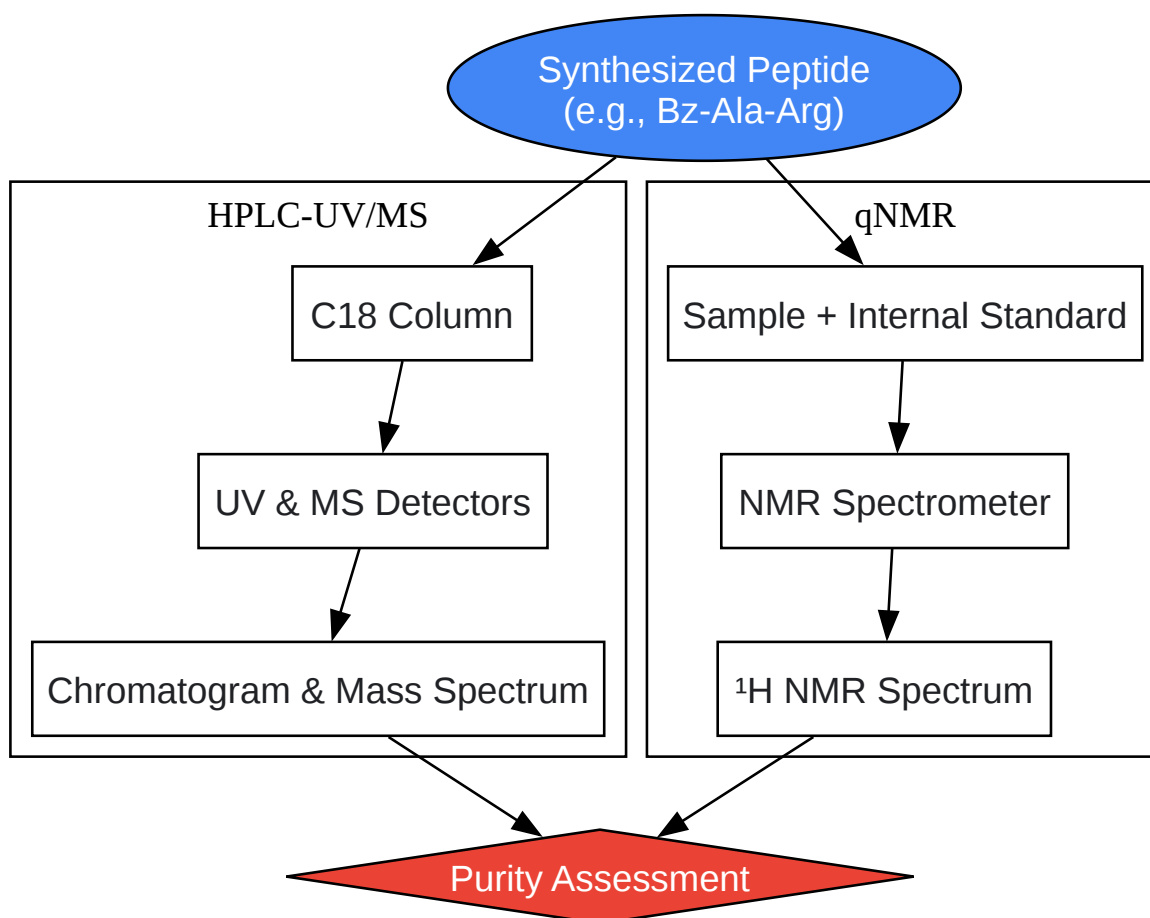 Synthesized Peptide
(e.g., Bz-Ala-Arg)
HPLC-UV/MS
C18 Column
UV & MS Detectors
Chromatogram & Mass Spectrum
qNMR
Sample + Internal Standard
NMR Spectrometer
¹H NMR Spectrum
Purity Assessment